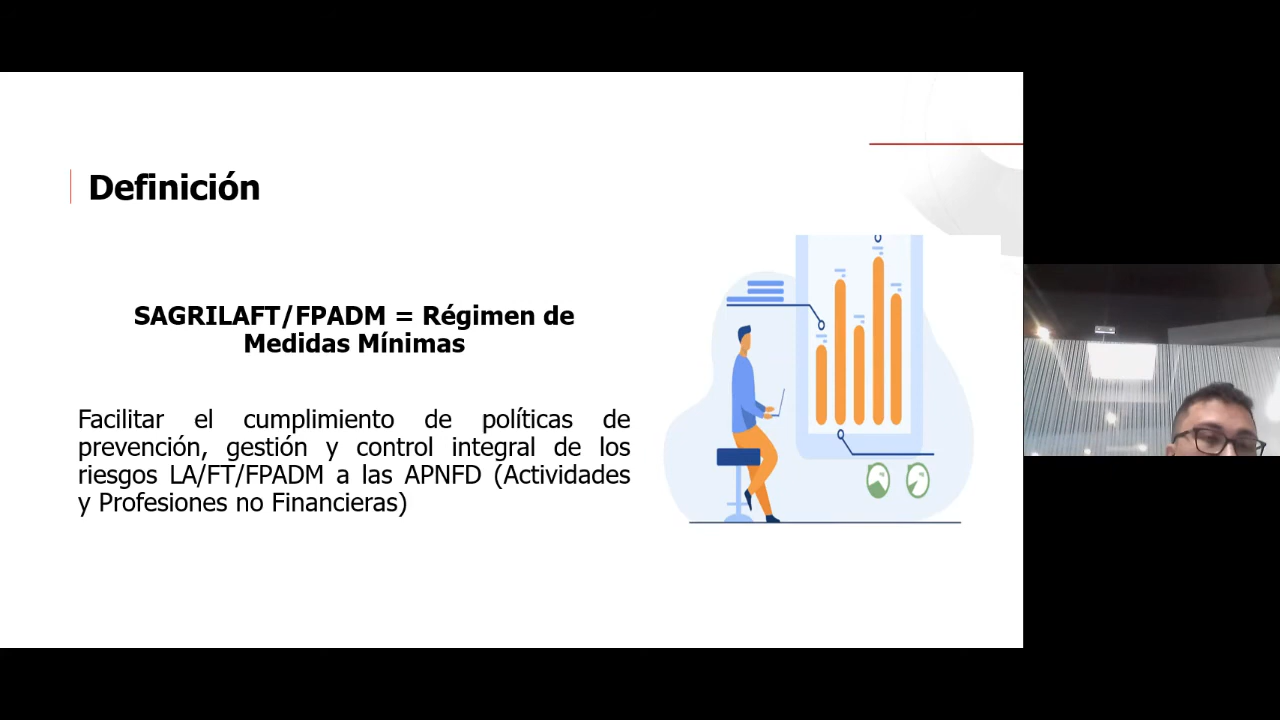 Definición
SAGRILAFT/FPADM = Régimen de
Medidas Mínimas
Facilitar el cumplimiento de políticas de
prevención, gestión y control integral de los
riesgos LA/FT/FPADM a las APNFD (Actividades
y Profesiones no Financieras)